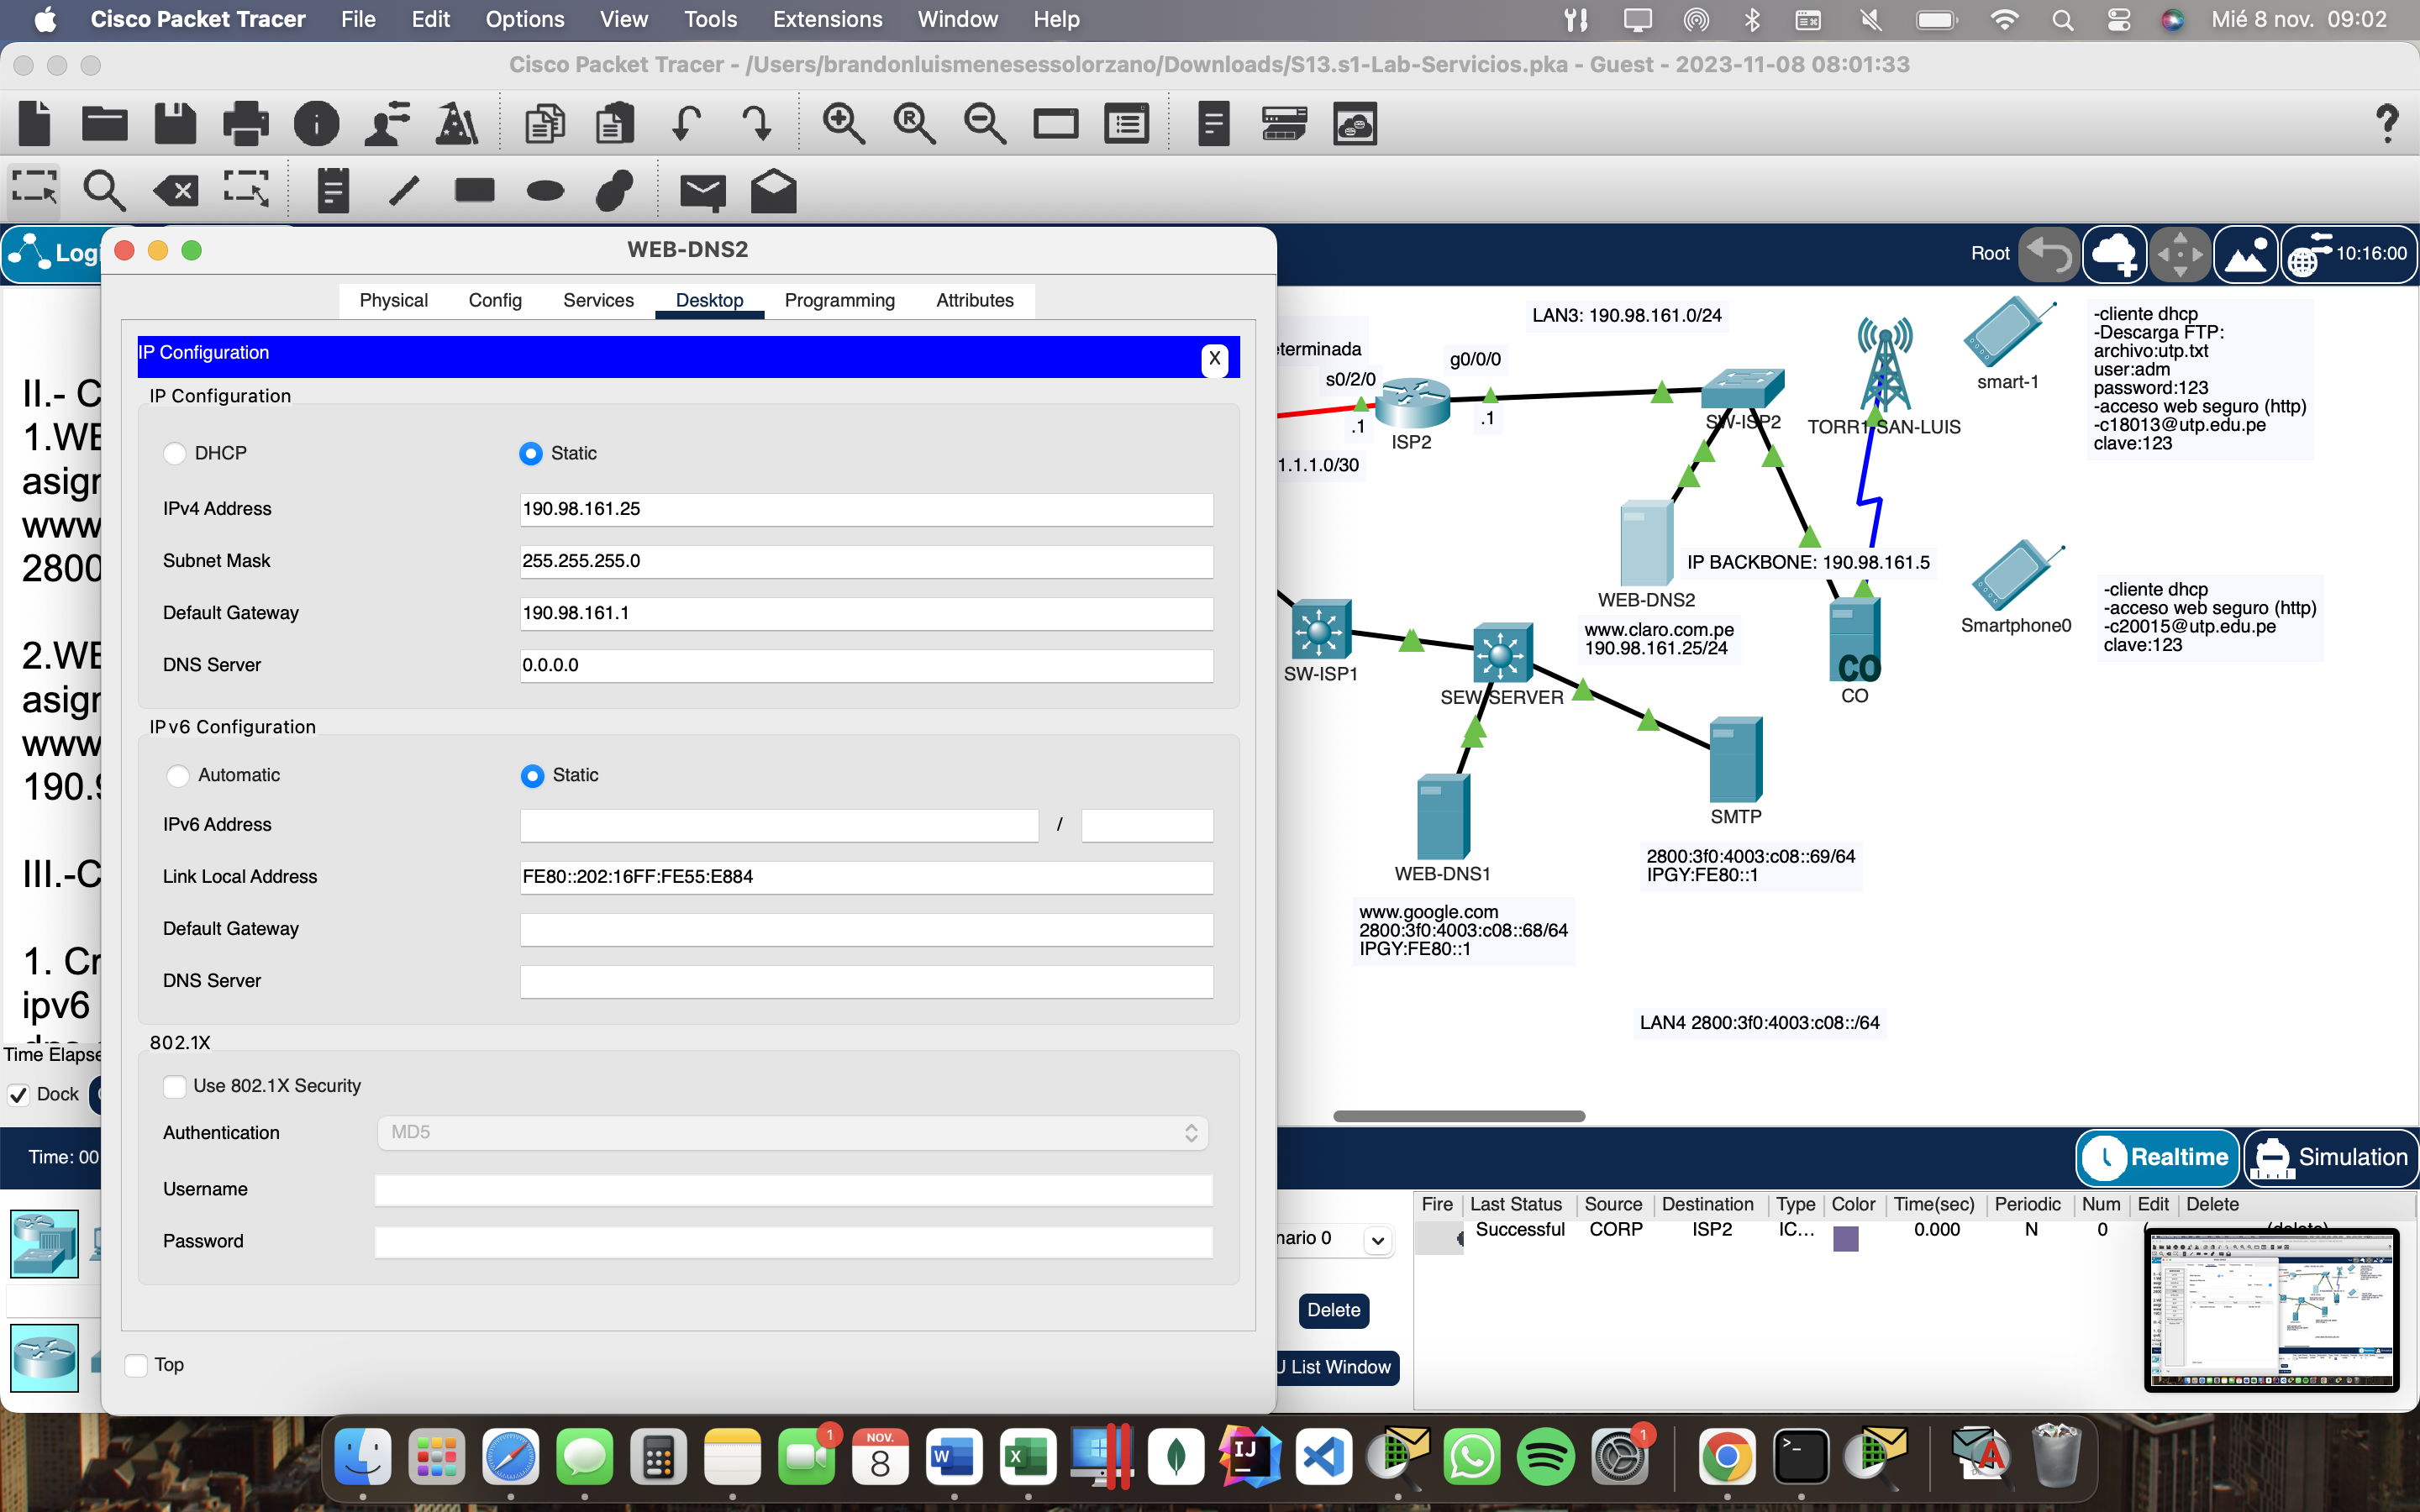 Cisco Packet Tracer File Edit Options View Tools Extensions Window Help Mié 8 nov. 09:02
Cisco Packet Tracer - /Users/brandonluismenesessolorzano/Downloads/S13.s1-Lab-Servicios.pka - Guest - 2023-11-08 08:01:33
Root
10:16:00
WEB-DNS2
Physical Config Services Desktop Programming Attributes
IP Configuration
X
IP Configuration
DHCP
Static
IPv4 Address
190.98.161.25
Subnet Mask
255.255.255.0
Default Gateway
190.98.161.1
DNS Server
0.0.0.0
IPv6 Configuration
Automatic
Static
IPv6 Address
/
Link Local Address
FE80::202:16FF:FE55:E884
Default Gateway
DNS Server
802.1X
Use 802.1X Security
Authentication
MD5
Username
Password
Top
II.- C
1.WE
asigr
www
2800
2.WE
asigr
www
190.9
III.-C
1. Cr
ipv6
Time Elapse
Dock
Time: 00
LAN3: 190.98.161.0/24
terminada
s0/2/0
g0/0/0
.1
.1
ISP2
1.1.1.0/30
SW-ISP2
TORR1 SAN-LUIS
smart-1
-cliente dhcp
-Descarga FTP:
archivo:utp.txt
user:adm
password:123
-acceso web seguro (http)
-c18013@utp.edu.pe
clave:123
IP BACKBONE: 190.98.161.5
WEB-DNS2
www.claro.com.pe
190.98.161.25/24
Smartphone0
-cliente dhcp
-acceso web seguro (http)
-c20015@utp.edu.pe
clave:123
CO
CO
SW-ISP1
SEW-SERVER
SMTP
2800:3f0:4003:c08::69/64
IPGY:FE80::1
WEB-DNS1
www.google.com
2800:3f0:4003:c08::68/64
IPGY:FE80::1
LAN4 2800:3f0:4003:c08::/64
Realtime
Simulation
nario 0
Delete
List Window
Fire Last Status Source Destination Type Color Time(sec) Periodic Num Edit Delete
Successful CORP ISP2 IC... 0.000 N 0
1
NOV.
8
1